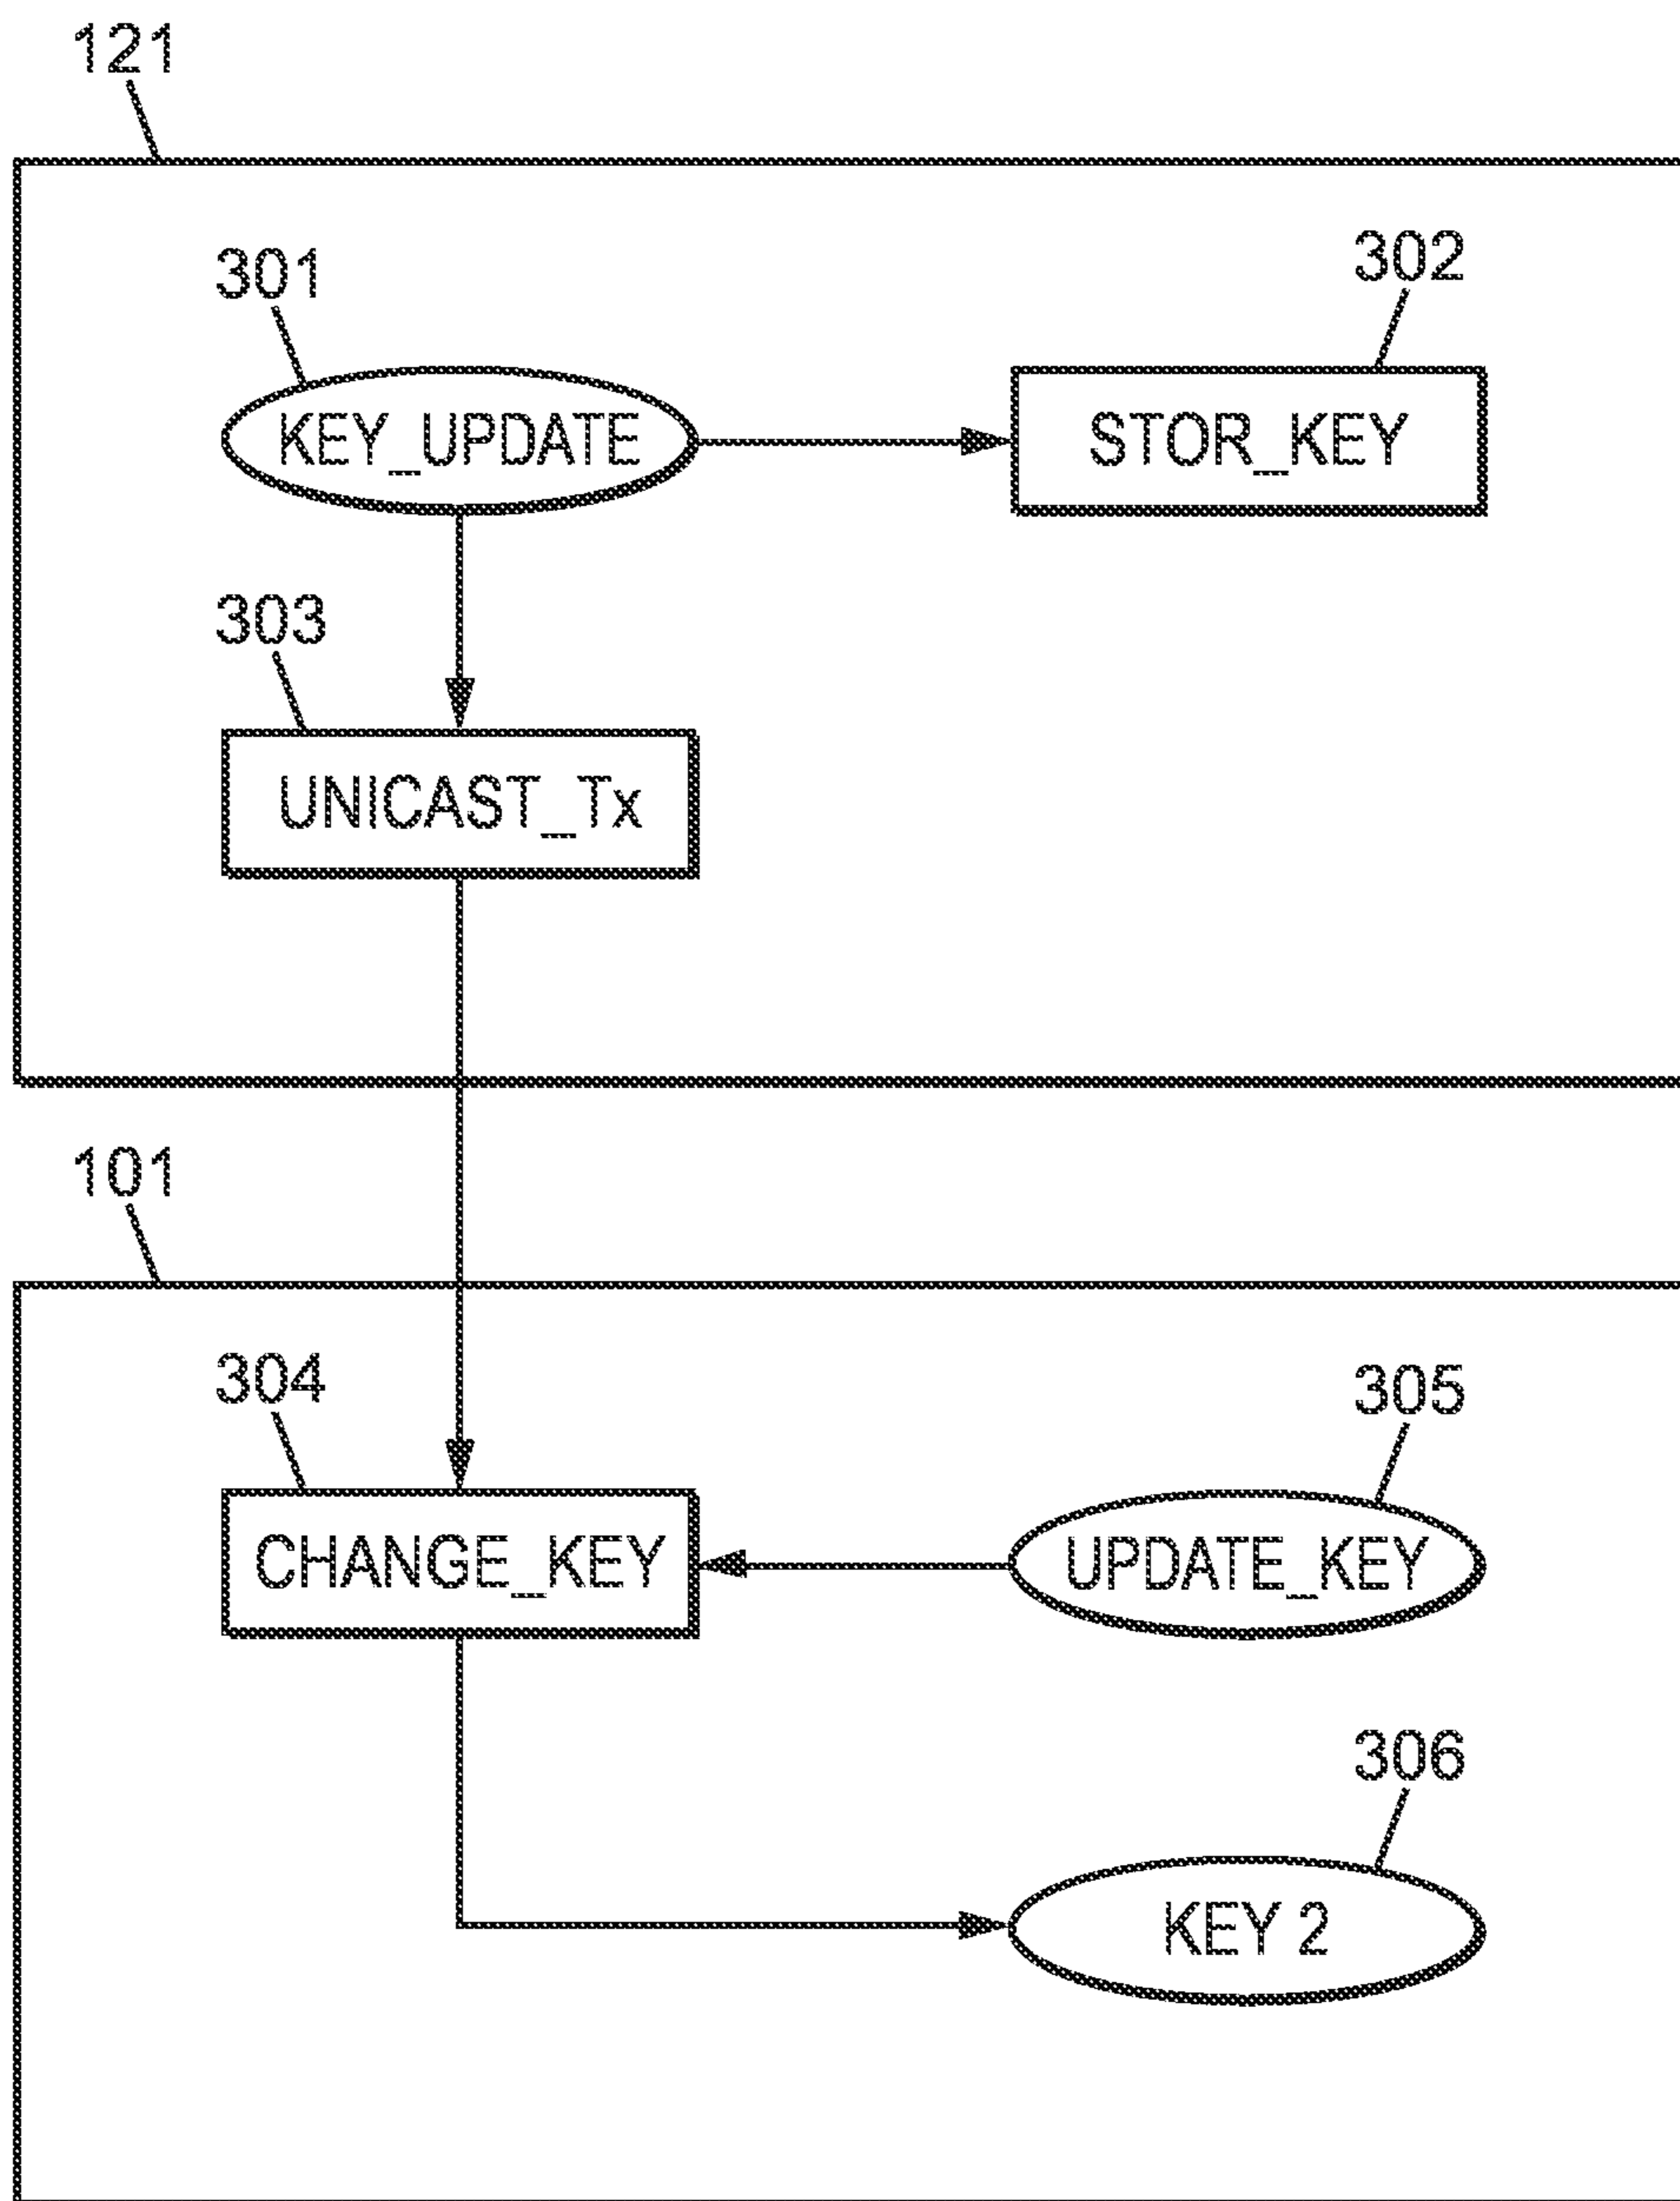 121
301
302
KEY_UPDATE
STOR_KEY
303
UNICAST_Tx
101
304
305
CHANGE_KEY
UPDATE_KEY
306
KEY 2